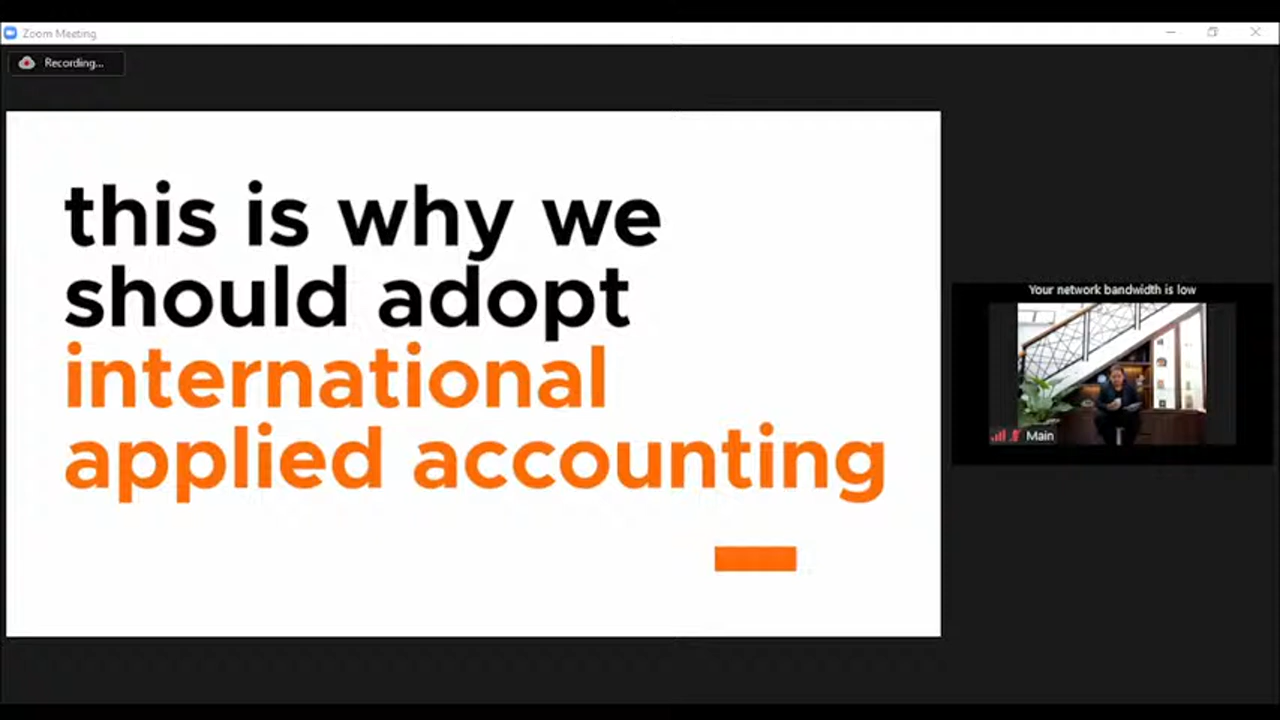 Zoom Meeting
Recording...
this is why we
should adopt
international
applied accounting
Your network bandwidth is low
Main